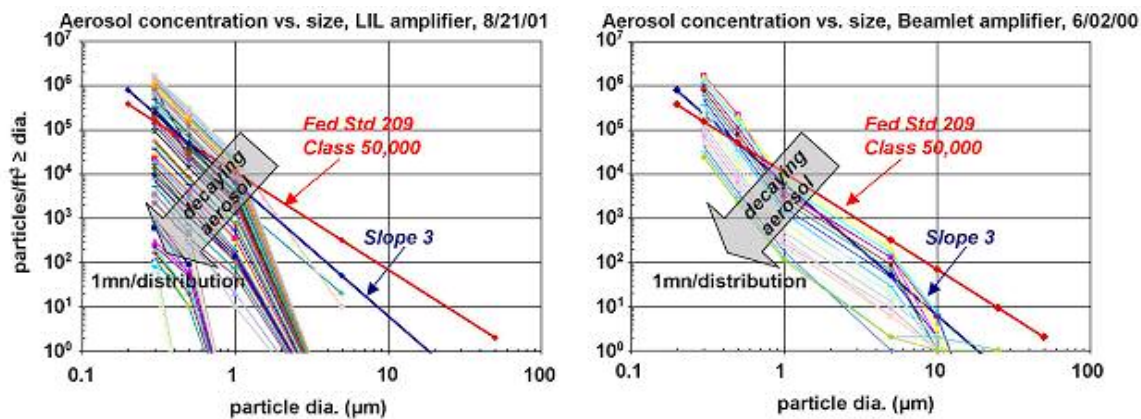 Aerosol concentration vs. size, LIL amplifier, 8/21/01
10⁷
10⁶
10⁵
10⁴
10³
10²
10¹
10⁰
particles/ft³ ≥ dia.
Fed Std 209
Class 50,000
decaying
aerosol
Slope 3
1mn/distribution
0.1
1
10
100
particle dia. (µm)
Aerosol concentration vs. size, Beamlet amplifier, 6/02/00
10⁷
10⁶
10⁵
10⁴
10³
10²
10¹
10⁰
Fed Std 209
Class 50,000
decaying
aerosol
Slope 3
1mn/distribution
0.1
1
10
100
particle dia. (µm)